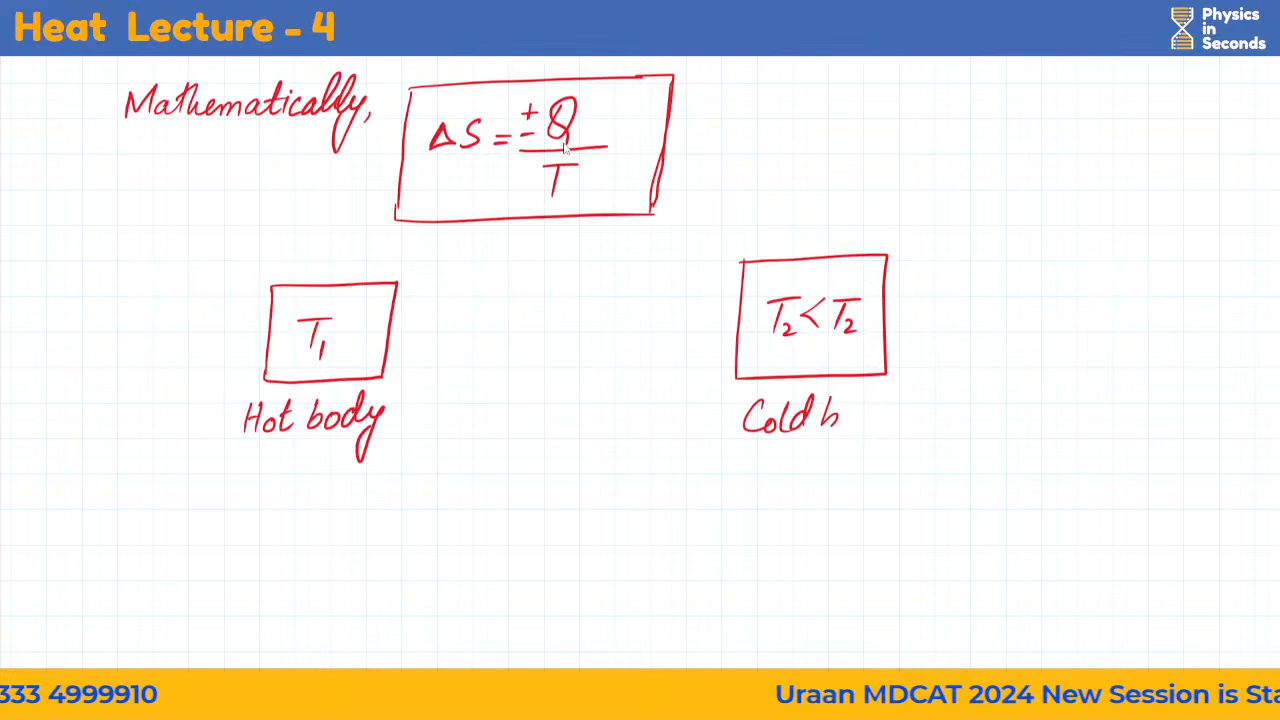 Heat Lecture - 4
Physics
in
Seconds
Mathematically,
ΔS = ±Q/T
T₁
T₂ < T₂
Hot body
Cold b
333 4999910
Uraan MDCAT 2024 New Session is Sta